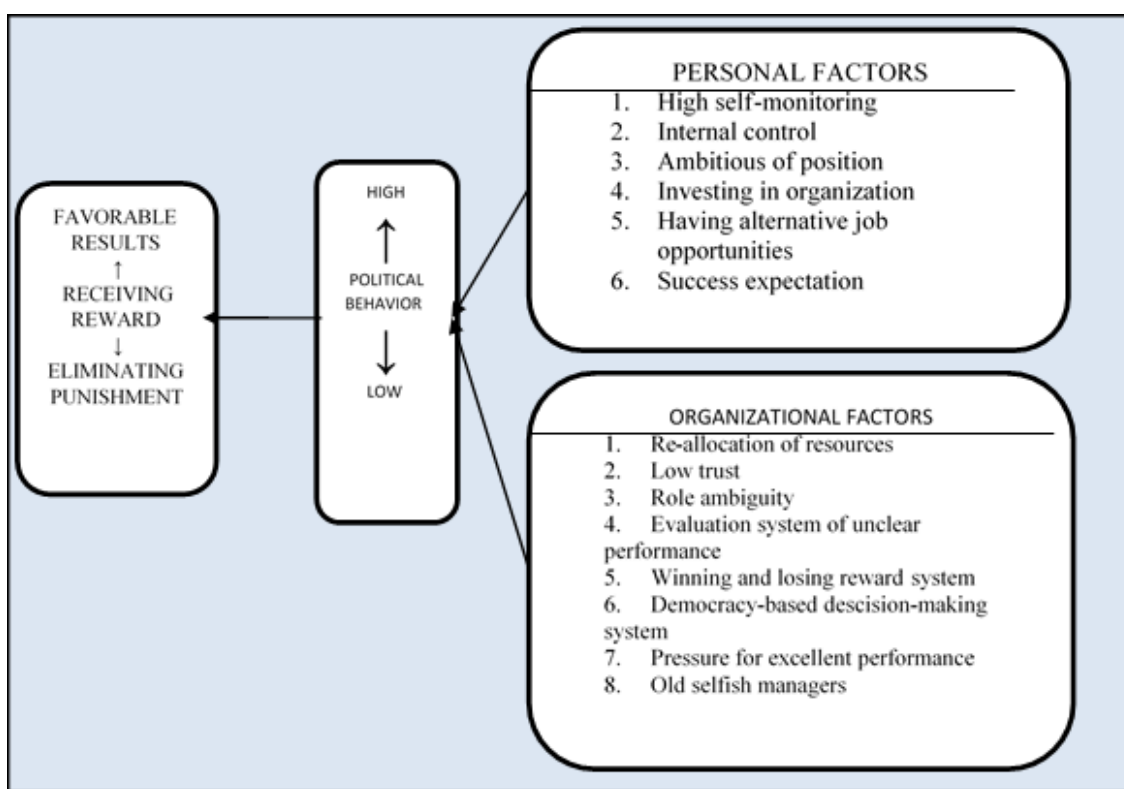 FAVORABLE
RESULTS
↑
RECEIVING
REWARD
↓
ELIMINATING
PUNISHMENT
HIGH
↑
POLITICAL
BEHAVIOR
↓
LOW
PERSONAL FACTORS
1. High self-monitoring
2. Internal control
3. Ambitious of position
4. Investing in organization
5. Having alternative job
opportunities
6. Success expectation
ORGANIZATIONAL FACTORS
1. Re-allocation of resources
2. Low trust
3. Role ambiguity
4. Evaluation system of unclear
performance
5. Winning and losing reward system
6. Democracy-based descision-making
system
7. Pressure for excellent performance
8. Old selfish managers